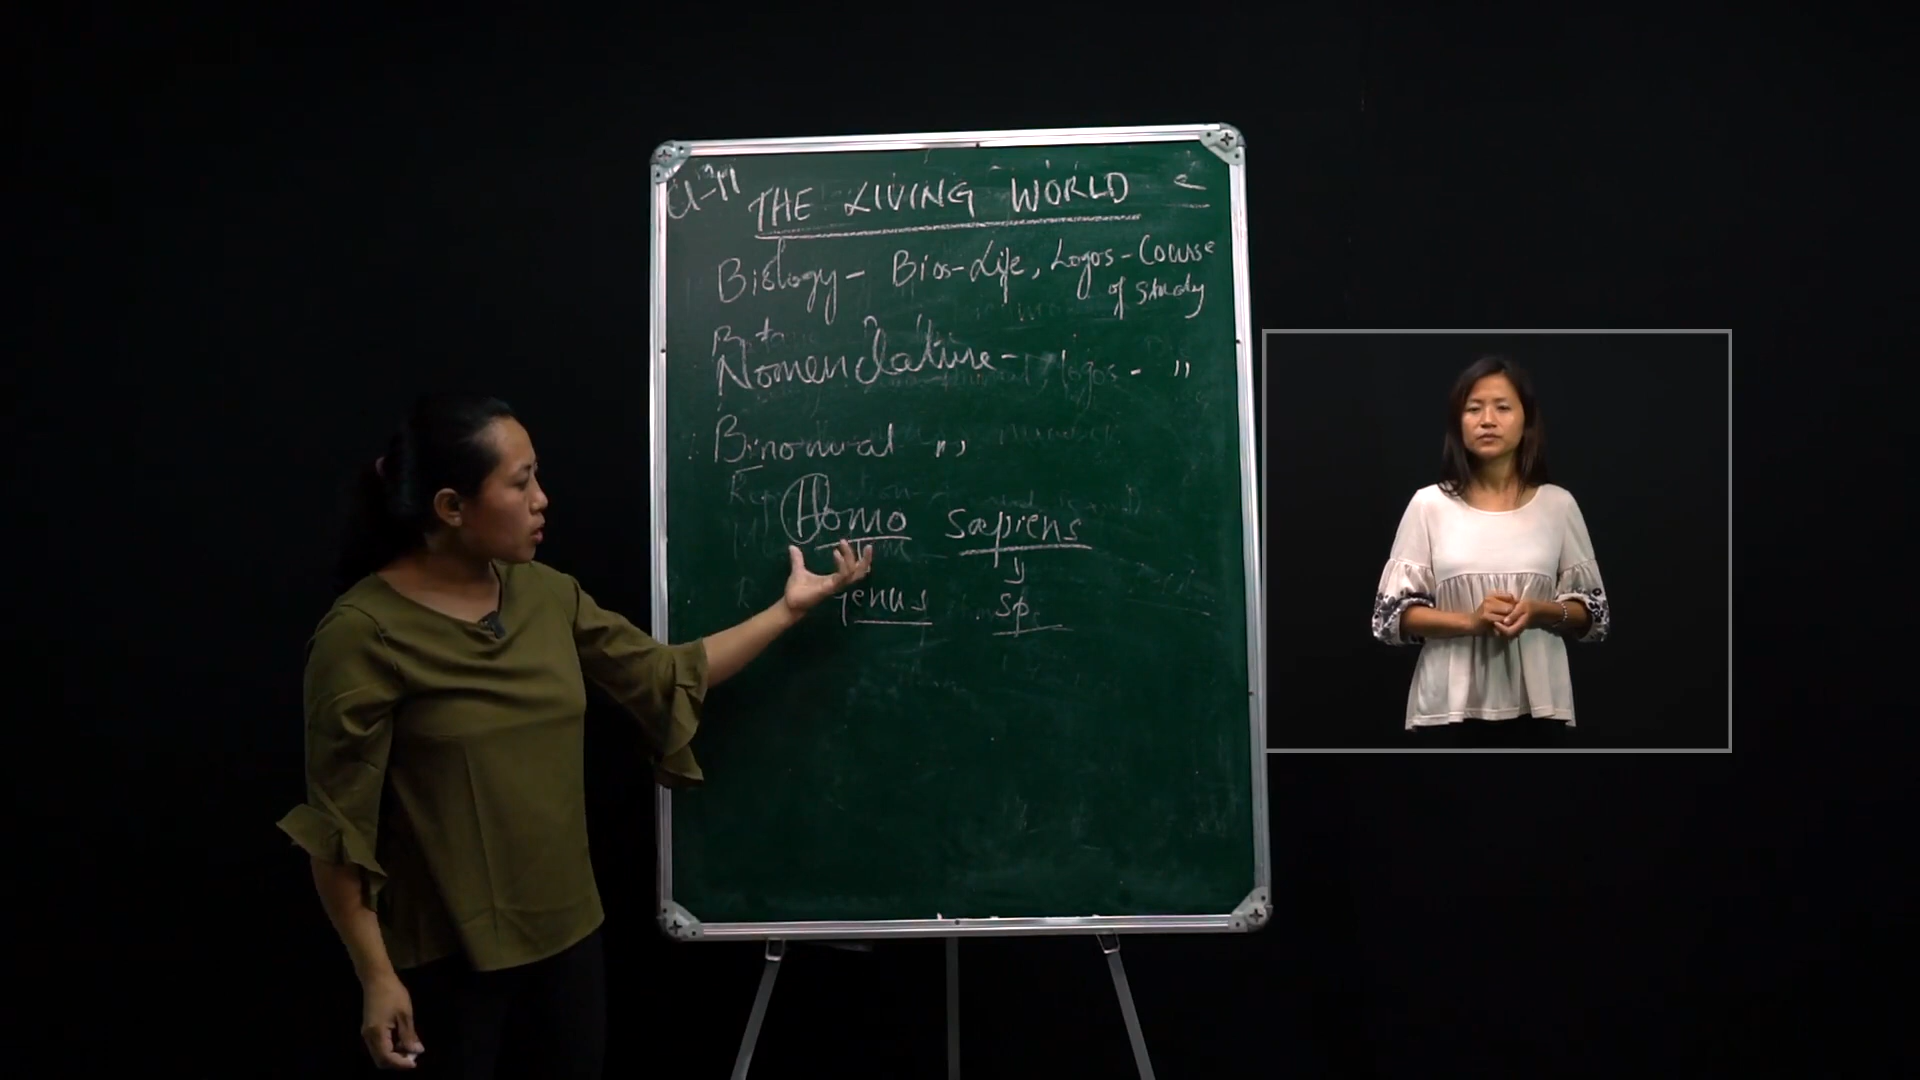 THE LIVING WORLD
Biology - Bios-Life, Logos-Course
of study
Nomenclature -
logos - "
Binomial "
Homo Sapiens
Genus Sp.